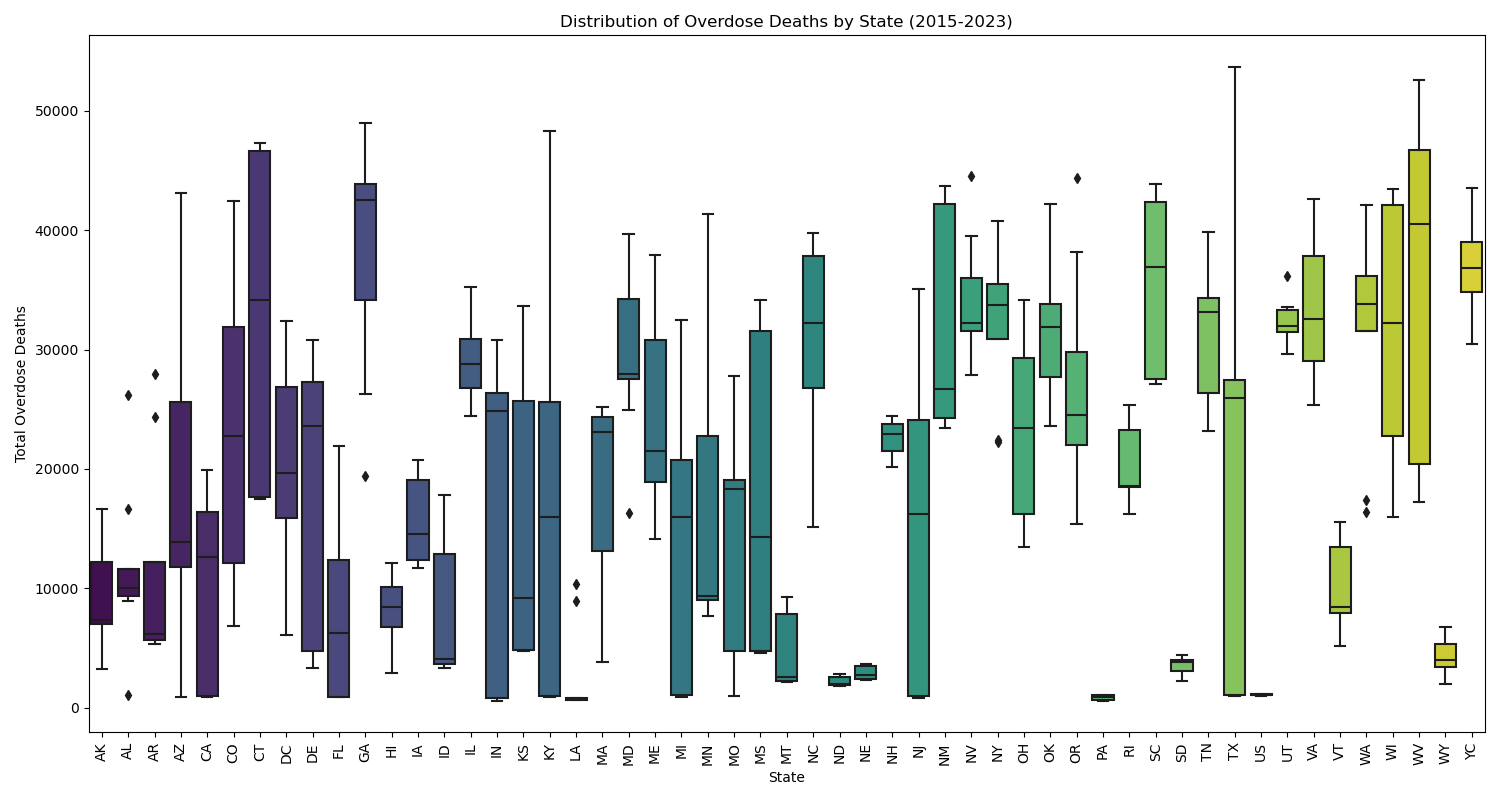 Distribution of Overdose Deaths by State (2015-2023)
Total Overdose Deaths
50000
40000
30000
20000
10000
0
AK AL AR AZ CA CO CT DC DE FL GA HI IA ID IL IN KS KY LA MA MD ME MI MN MO MS MT NC ND NE NH NJ NM NV NY OH OK OR PA RI SC SD TN TX US UT VA VT WA WI WV WY YC
State